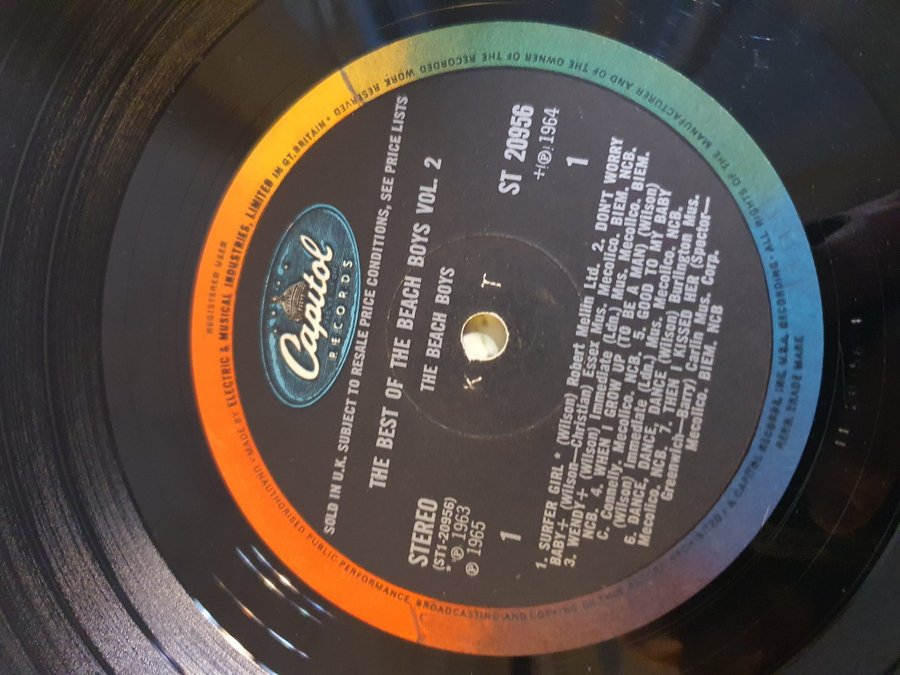 MADE BY ELECTRIC & MUSICAL INDUSTRIES, LIMITED IN GT. BRITAIN • ALL RIGHTS OF THE MANUFACTURER AND OF THE OWNER OF THE RECORDED WORK RESERVED
REGISTERED USER
UNAUTHORISED PUBLIC PERFORMANCE, BROADCASTING AND COPYING OF THIS RECORD PROHIBITED • A CAPITOL RECORDS, INC. U.S.A. RECORDING •
REGD. TRADE MARK
Capitol
RECORDS
SOLD IN U.K. SUBJECT TO RESALE PRICE CONDITIONS, SEE PRICE LISTS
THE BEST OF THE BEACH BOYS VOL. 2
THE BEACH BOYS
STEREO
(ST1-20956)
* ℗ 1963
℗ 1965
1
K T
ST 20956
+℗ 1964
1
1. SURFER GIRL * (Wilson) Robert Mellin Ltd. 2. DON'T WORRY
BABY + (Wilson—Christian) Essex Mus. Mecolico. BIEM. NCB.
3. WENDY + (Wilson) Immediate (Ldn.) Mus. Mecolico. BIEM.
NCB. 4. WHEN I GROW UP (TO BE A MAN) (Wilson)
C. Connelly. Mecolico. NCB. 5. GOOD TO MY BABY
(Wilson) Immediate (Ldn.) Mus. Mecolico. NCB.
6. DANCE, DANCE, DANCE (Wilson) Burlington Mus.
Mecolico. NCB. 7. THEN I KISSED HER (Spector—
Greenwich—Barry) Carlin Mus. Corp.
Mecolico. BIEM. NCB